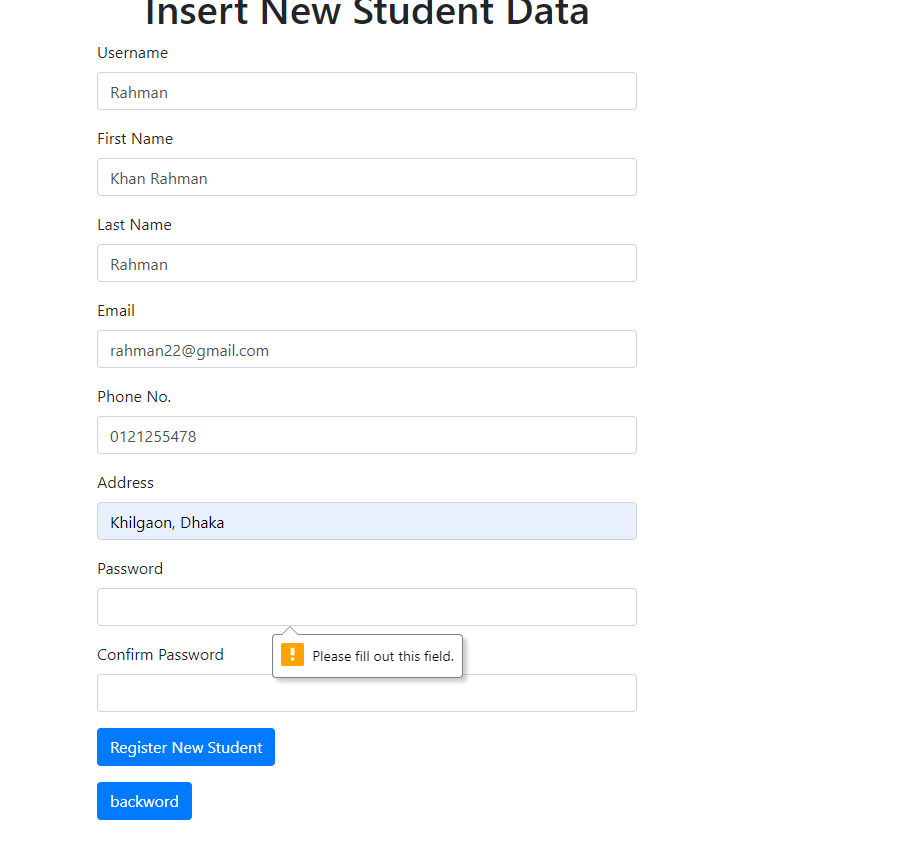 Insert New Student Data
Username
Rahman
First Name
Khan Rahman
Last Name
Rahman
Email
rahman22@gmail.com
Phone No.
0121255478
Address
Khilgaon, Dhaka
Password
Please fill out this field.
Confirm Password
Register New Student
backword